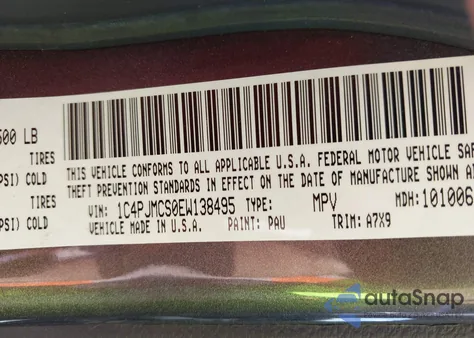 500 LB
TIRES
PSI) COLD
TIRES
PSI) COLD
THIS VEHICLE CONFORMS TO ALL APPLICABLE U.S.A. FEDERAL MOTOR VEHICLE SAF
THEFT PREVENTION STANDARDS IN EFFECT ON THE DATE OF MANUFACTURE SHOWN A
VIN: 1C4PJMCS0EW138495 TYPE: MPV MDH: 101006
VEHICLE MADE IN U.S.A. PAINT: PAU TRIM: A7X9
autoSnap